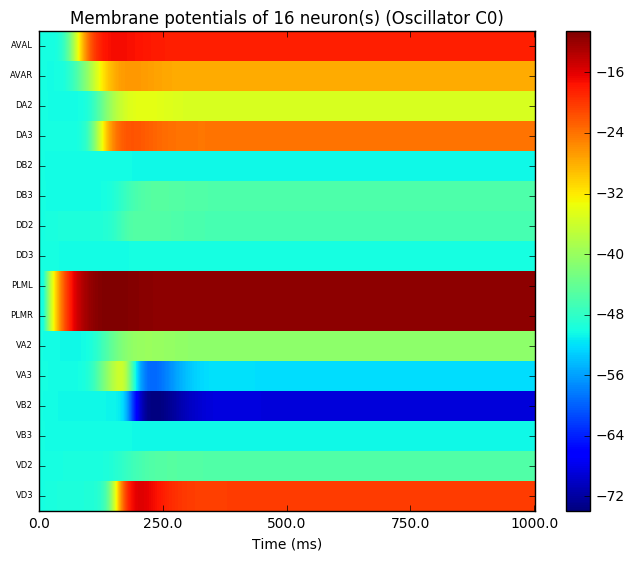 Membrane potentials of 16 neuron(s) (Oscillator C0)
AVAL
AVAR
DA2
DA3
DB2
DB3
DD2
DD3
PLML
PLMR
VA2
VA3
VB2
VB3
VD2
VD3
0.0 250.0 500.0 750.0 1000.0
Time (ms)
−16
−24
−32
−40
−48
−56
−64
−72